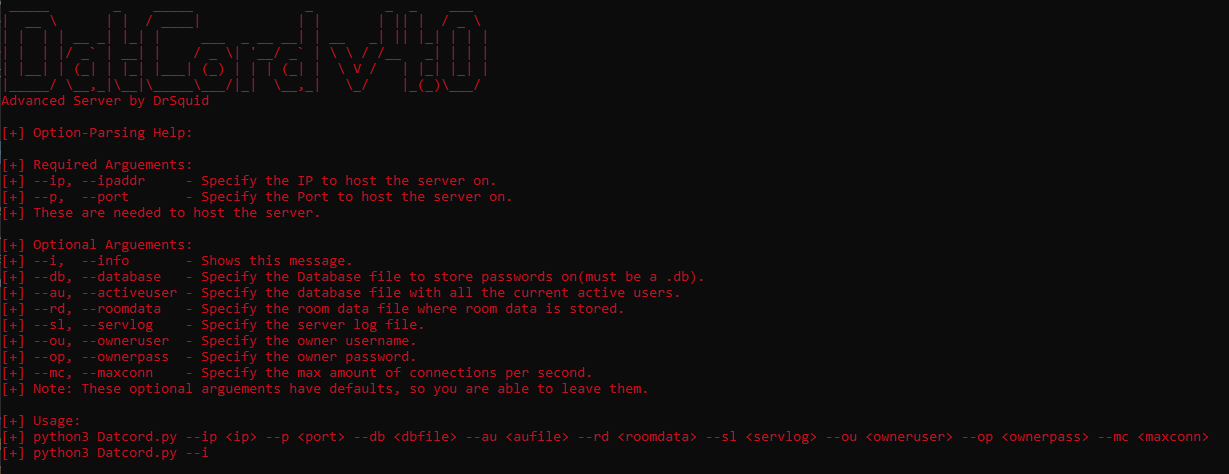 DatCord v4.0
Advanced Server by DrSquid
[+] Option-Parsing Help:
[+] Required Arguements:
[+] --ip, --ipaddr     - Specify the IP to host the server on.
[+] --p,  --port       - Specify the Port to host the server on.
[+] These are needed to host the server.
[+] Optional Arguements:
[+] --i,  --info       - Shows this message.
[+] --db, --database   - Specify the Database file to store passwords on(must be a .db).
[+] --au, --activeuser - Specify the database file with all the current active users.
[+] --rd, --roomdata   - Specify the room data file where room data is stored.
[+] --sl, --servlog    - Specify the server log file.
[+] --ou, --owneruser  - Specify the owner username.
[+] --op, --ownerpass  - Specify the owner password.
[+] --mc, --maxconn    - Specify the max amount of connections per second.
[+] Note: These optional arguements have defaults, so you are able to leave them.
[+] Usage:
[+] python3 Datcord.py --ip <ip> --p <port> --db <dbfile> --au <aufile> --rd <roomdata> --sl <servlog> --ou <owneruser> --op <ownerpass> --mc <maxconn>
[+] python3 Datcord.py --i